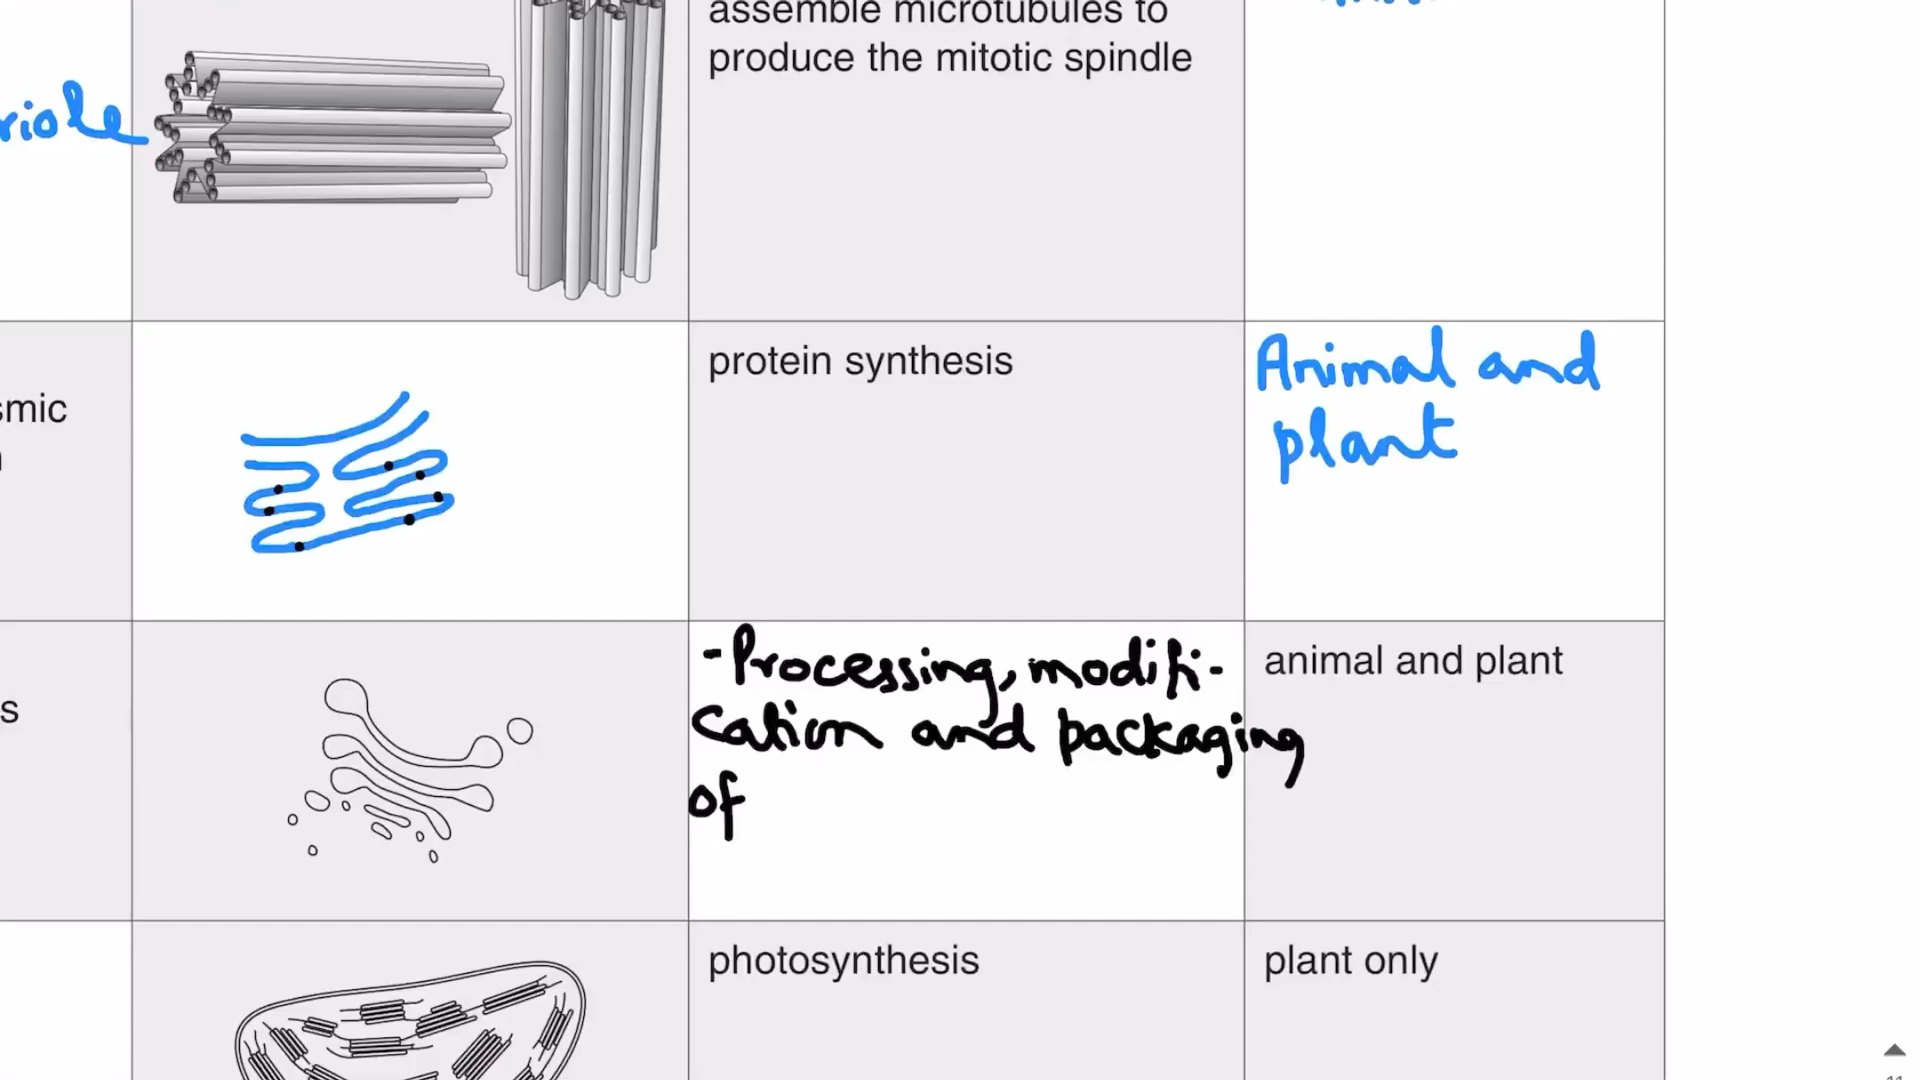 assemble microtubules to
produce the mitotic spindle
riole
smic
protein synthesis
Animal and
plant
s
-Processing, modifi-
cation and packaging
of
animal and plant
photosynthesis
plant only